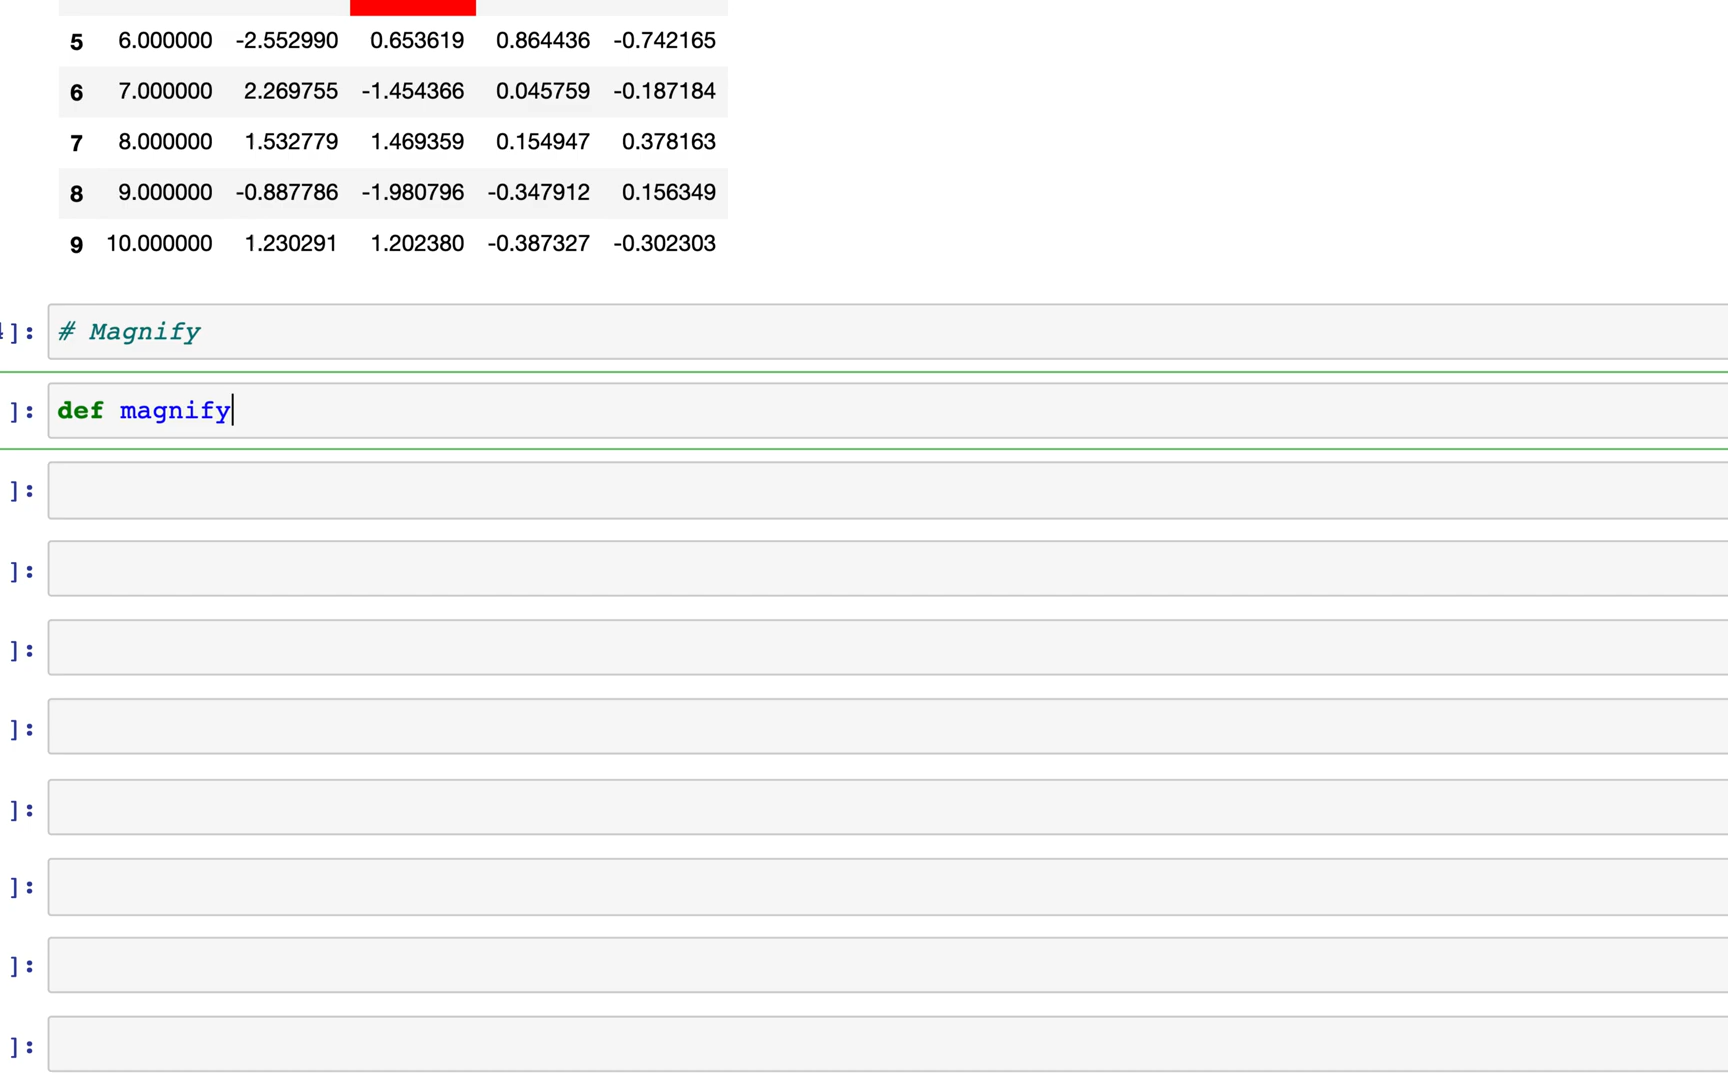 5 6.000000 -2.552990 0.653619 0.864436 -0.742165
6 7.000000 2.269755 -1.454366 0.045759 -0.187184
7 8.000000 1.532779 1.469359 0.154947 0.378163
8 9.000000 -0.887786 -1.980796 -0.347912 0.156349
9 10.000000 1.230291 1.202380 -0.387327 -0.302303
]: # Magnify
]: def magnify
]:
]:
]:
]:
]:
]:
]:
]: